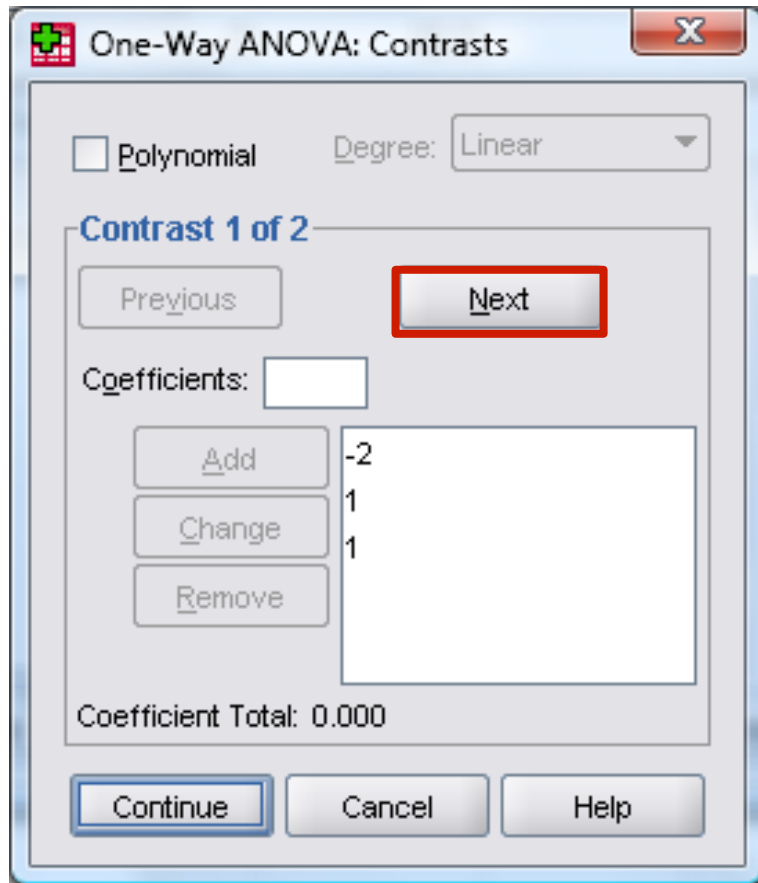 One-Way ANOVA: Contrasts
X
Polynomial Degree: Linear
Contrast 1 of 2
Previous Next
Coefficients:
Add
Change
Remove
-2
1
1
Coefficient Total: 0.000
Continue Cancel Help